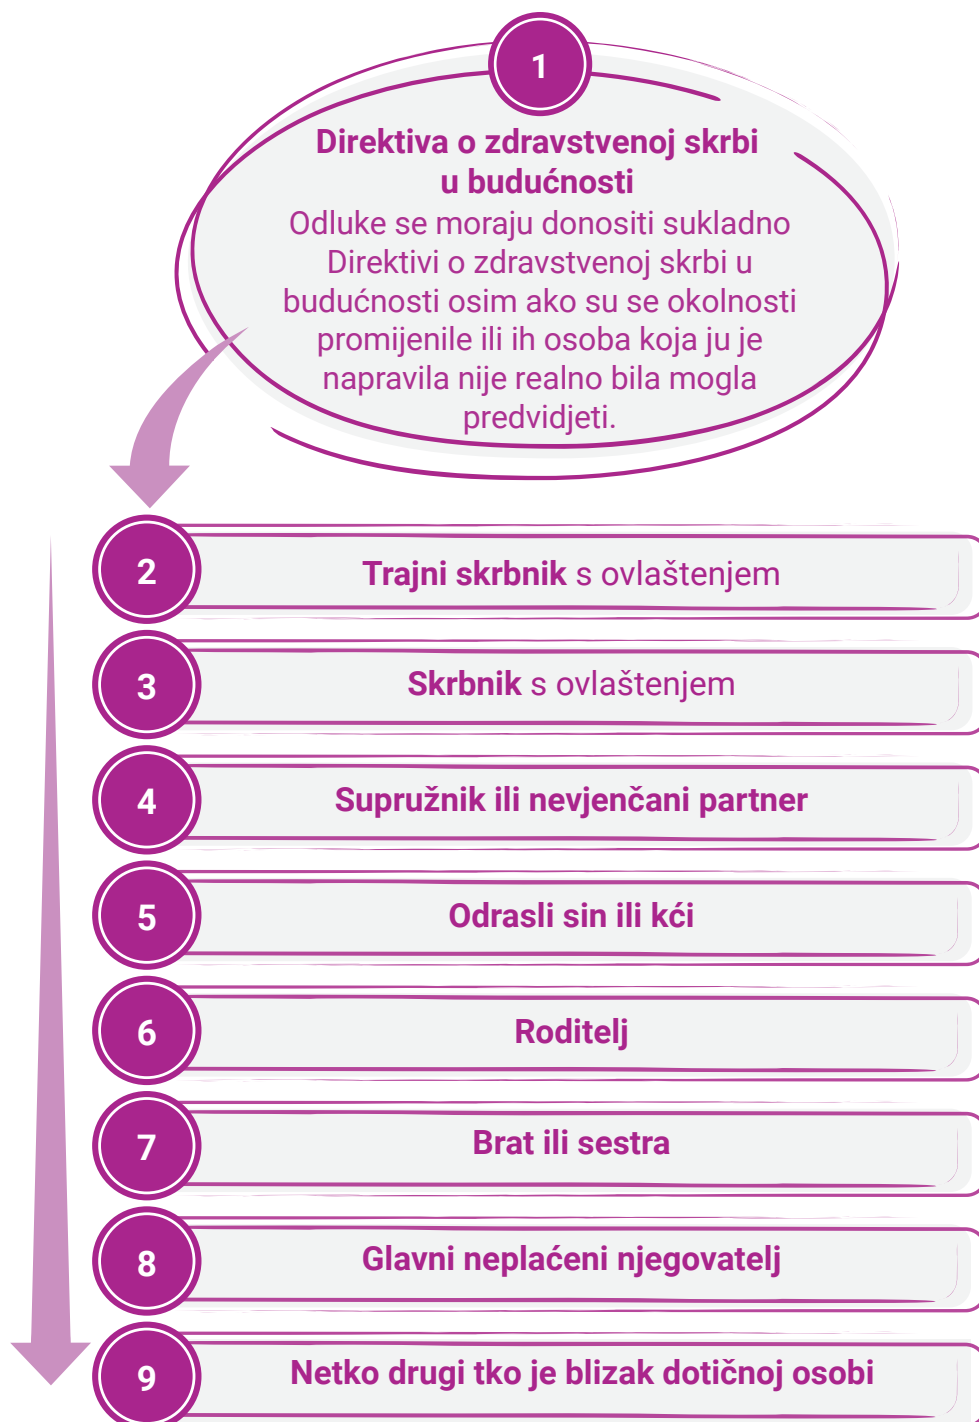 1
Direktiva o zdravstvenoj skrbi
u budućnosti
Odluke se moraju donositi sukladno
Direktivi o zdravstvenoj skrbi u
budućnosti osim ako su se okolnosti
promijenile ili ih osoba koja ju je
napravila nije realno bila mogla
predvidjeti.
2
Trajni skrbnik s ovlaštenjem
3
Skrbnik s ovlaštenjem
4
Supružnik ili nevjenčani partner
5
Odrasli sin ili kći
6
Roditelj
7
Brat ili sestra
8
Glavni neplaćeni njegovatelj
9
Netko drugi tko je blizak dotičnoj osobi